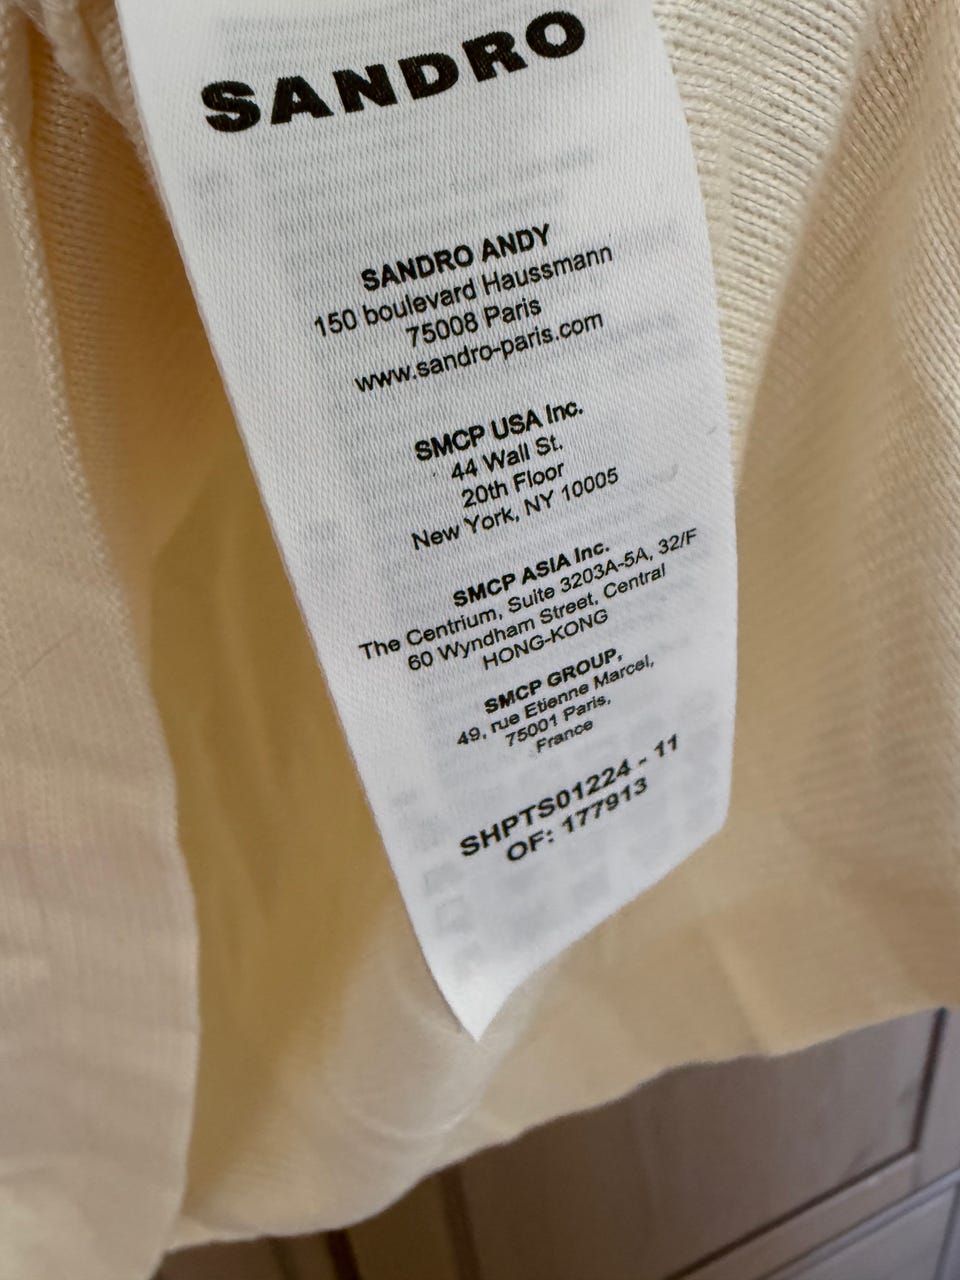 SANDRO
SANDRO ANDY
150 boulevard Haussmann
75008 Paris
www.sandro-paris.com
SMCP USA Inc.
44 Wall St.
20th Floor
New York, NY 10005
SMCP ASIA Inc.
The Centrium, Suite 3203A-5A, 32/F
60 Wyndham Street, Central
HONG-KONG
SMCP GROUP,
49, rue Etienne Marcel,
75001 Paris,
France
SHPTS01224 - 11
OF: 177913